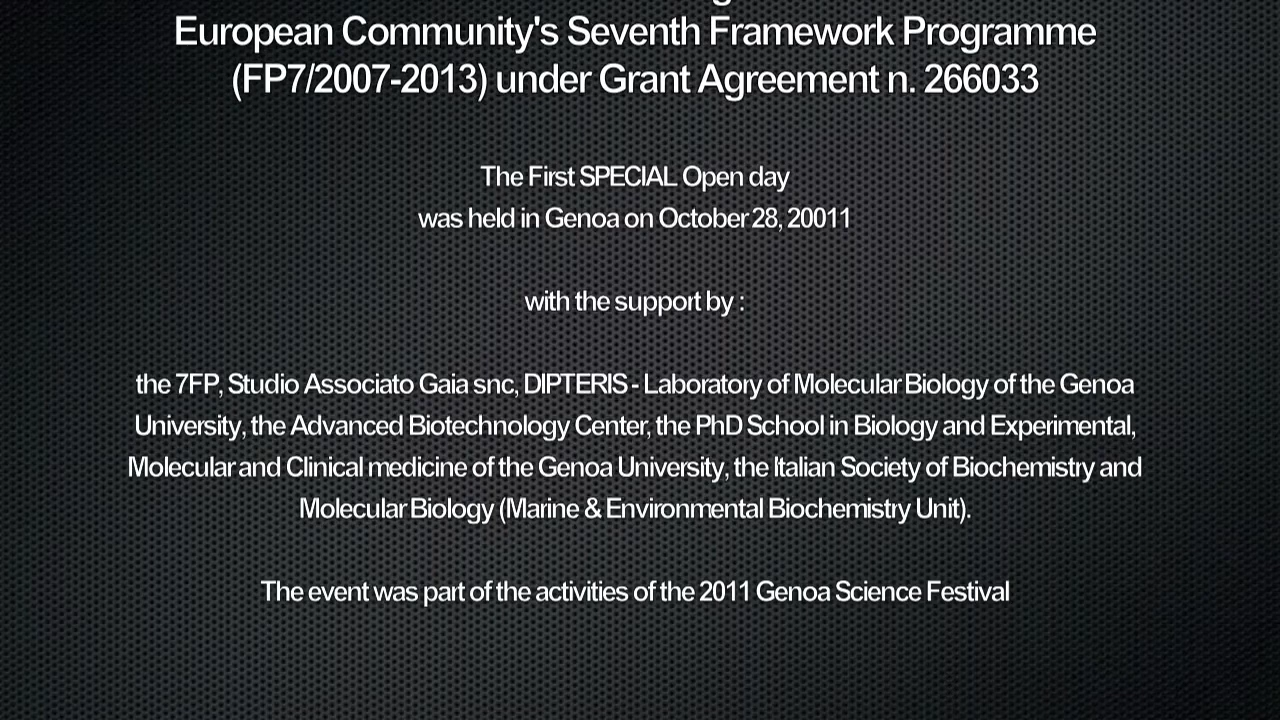 European Community's Seventh Framework Programme
(FP7/2007-2013) under Grant Agreement n. 266033
The First SPECIAL Open day
was held in Genoa on October 28, 20011
with the support by :
the 7FP, Studio Associato Gaia snc, DIPTERIS - Laboratory of Molecular Biology of the Genoa
University, the Advanced Biotechnology Center, the PhD School in Biology and Experimental,
Molecular and Clinical medicine of the Genoa University, the Italian Society of Biochemistry and
Molecular Biology (Marine & Environmental Biochemistry Unit).
The event was part of the activities of the 2011 Genoa Science Festival